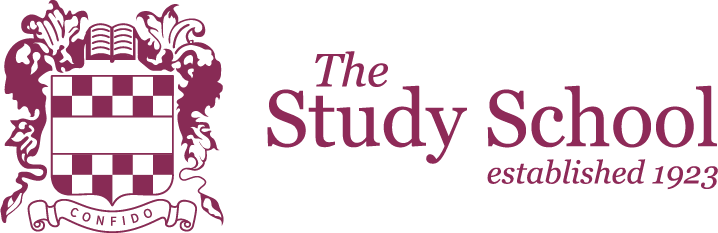 The
Study School
established 1923
CONFIDO